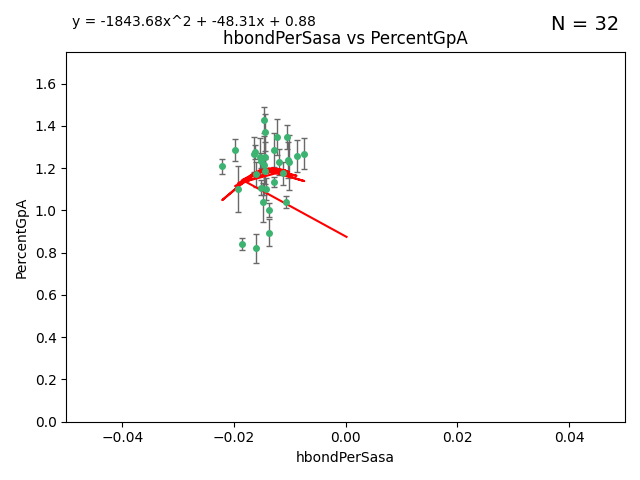 y = -1843.68x^2 + -48.31x + 0.88
N = 32
hbondPerSasa vs PercentGpA
PercentGpA
1.6
1.4
1.2
1.0
0.8
0.6
0.4
0.2
0.0
−0.04 −0.02 0.00 0.02 0.04
hbondPerSasa